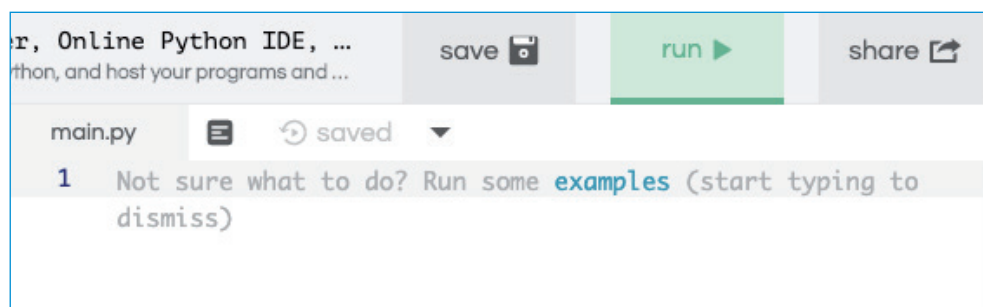 r, Online Python IDE, ...
thon, and host your programs and ...
save
run
share
main.py
saved
1 Not sure what to do? Run some examples (start typing to
dismiss)